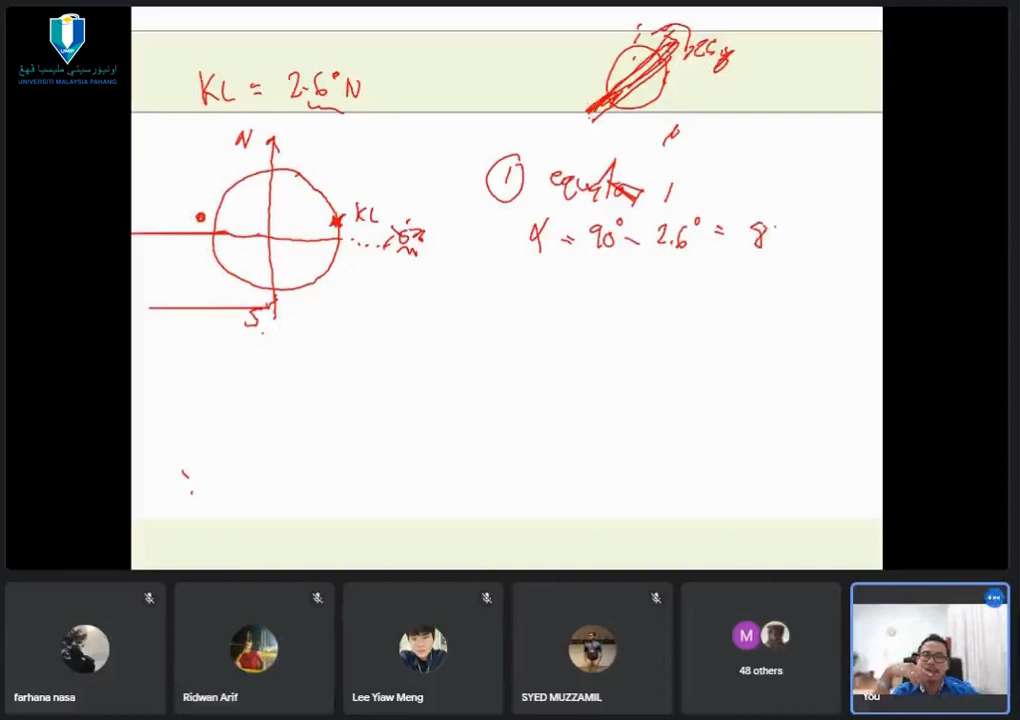 UMP
اونيۏرسيتي مليسيا ڤهڠ
UNIVERSITI MALAYSIA PAHANG
KL = 2.6° N
N
KL
S
①
α = 90° - 2.6° = 8
farhana nasa
Ridwan Arif
Lee Yiaw Meng
SYED MUZZAMIL
M
48 others
You